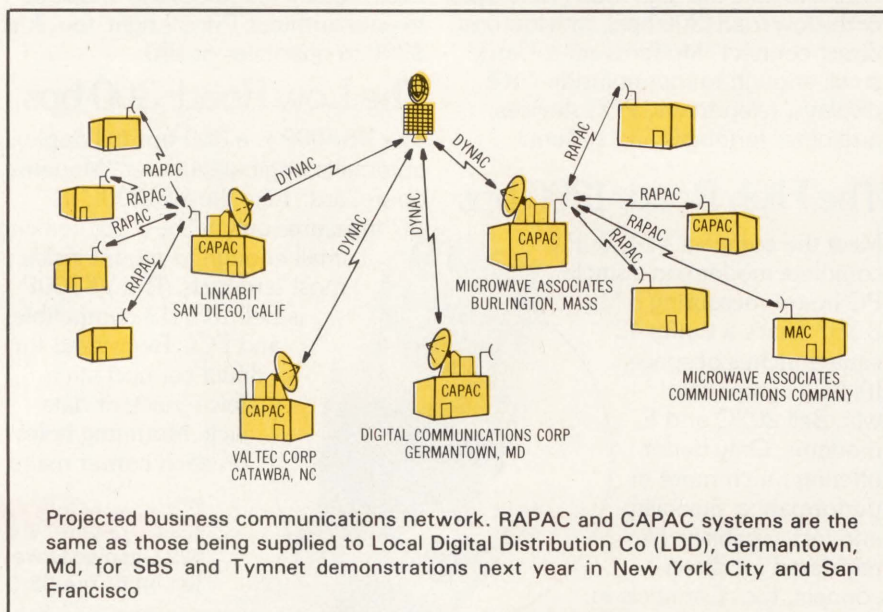 RAPAC
RAPAC
RAPAC
RAPAC
DYNAC
DYNAC
DYNAC
DYNAC
RAPAC
RAPAC
RAPAC
RAPAC
CAPAC
CAPAC
CAPAC
MAC
LINKABIT
SAN DIEGO, CALIF
MICROWAVE ASSOCIATES
BURLINGTON, MASS
MICROWAVE ASSOCIATES
COMMUNICATIONS COMPANY
CAPAC
CAPAC
VALTEC CORP
CATAWBA, NC
DIGITAL COMMUNICATIONS CORP
GERMANTOWN, MD
Projected business communications network. RAPAC and CAPAC systems are the
same as those being supplied to Local Digital Distribution Co (LDD), Germantown,
Md, for SBS and Tymnet demonstrations next year in New York City and San
Francisco